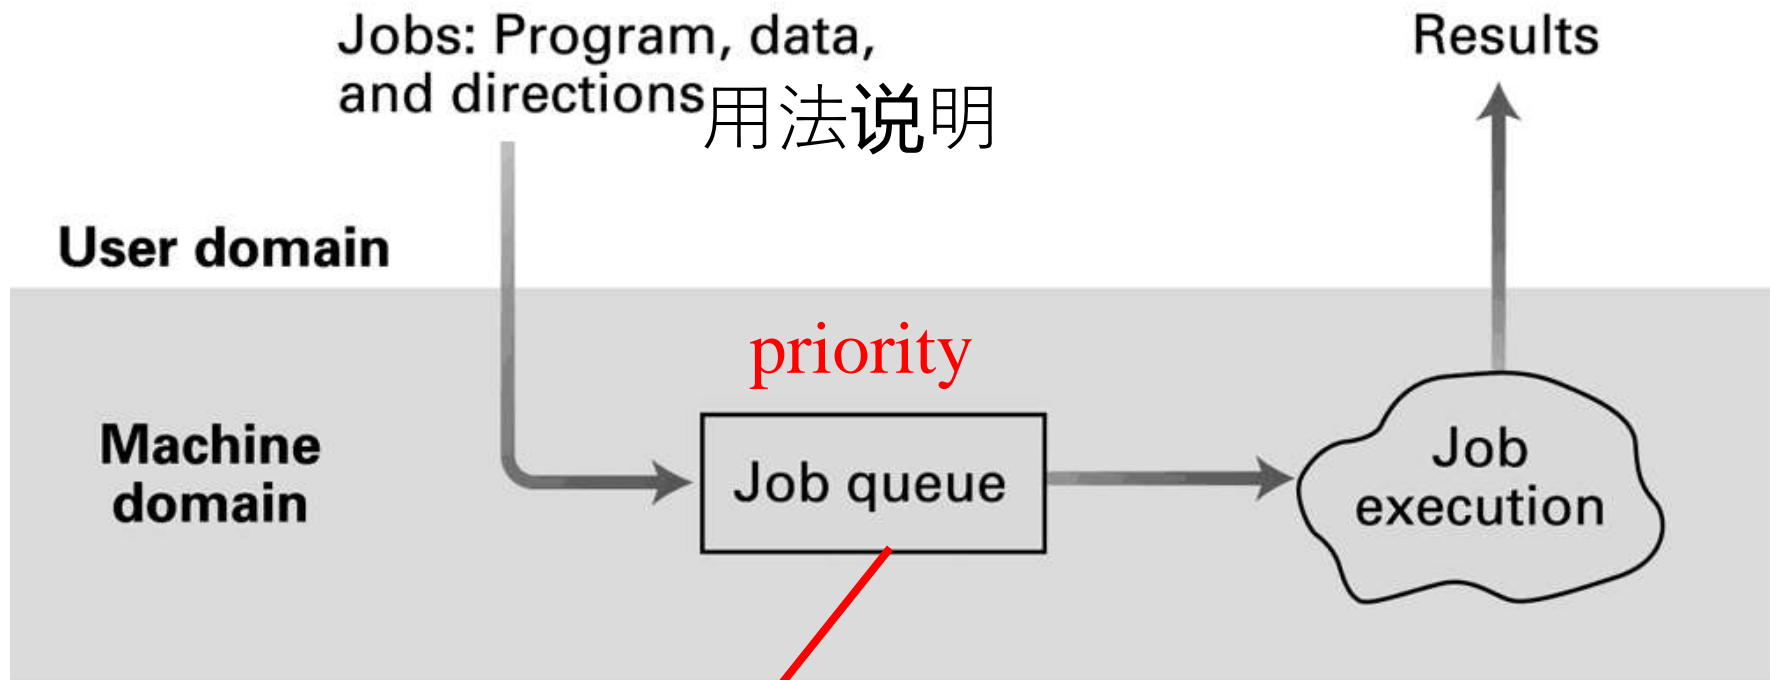 Jobs: Program, data,
and directions用法说明
Results
User domain
priority
Machine
domain
Job queue
Job
execution